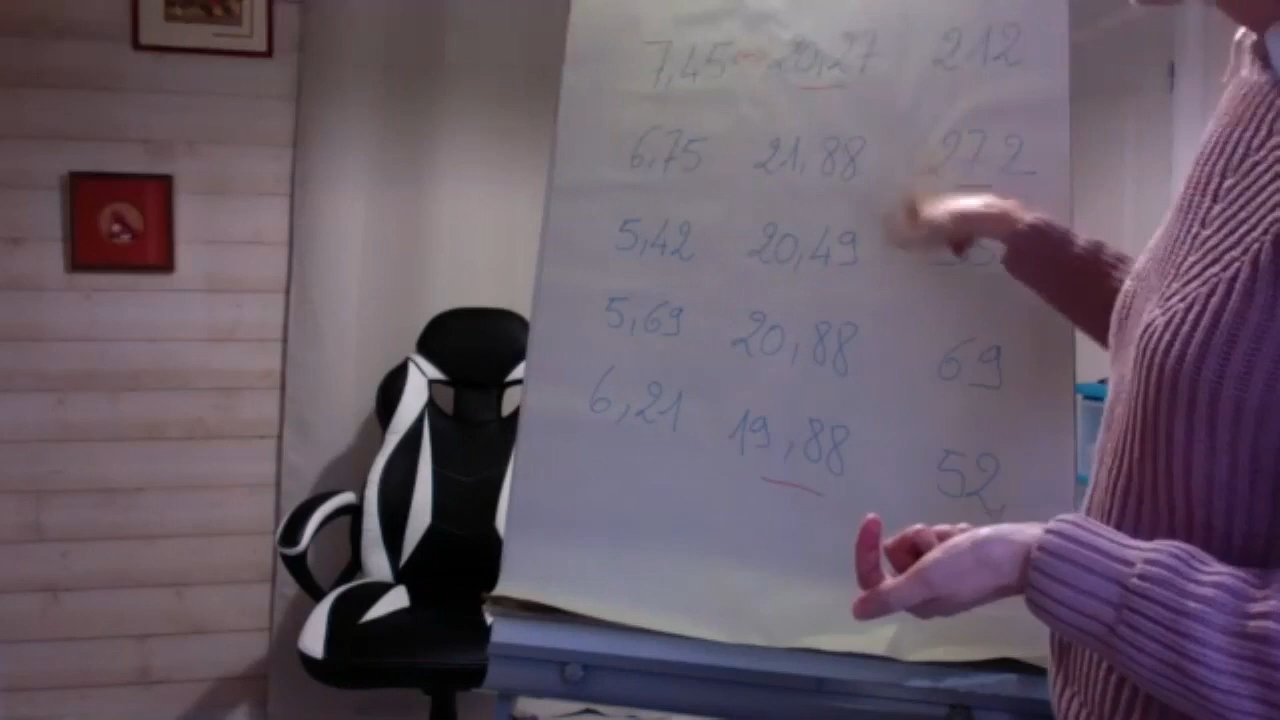 7,45 20,27 212
6,75 21,88 272
5,42 20,49
5,69 20,88 69
6,21 19,88 52